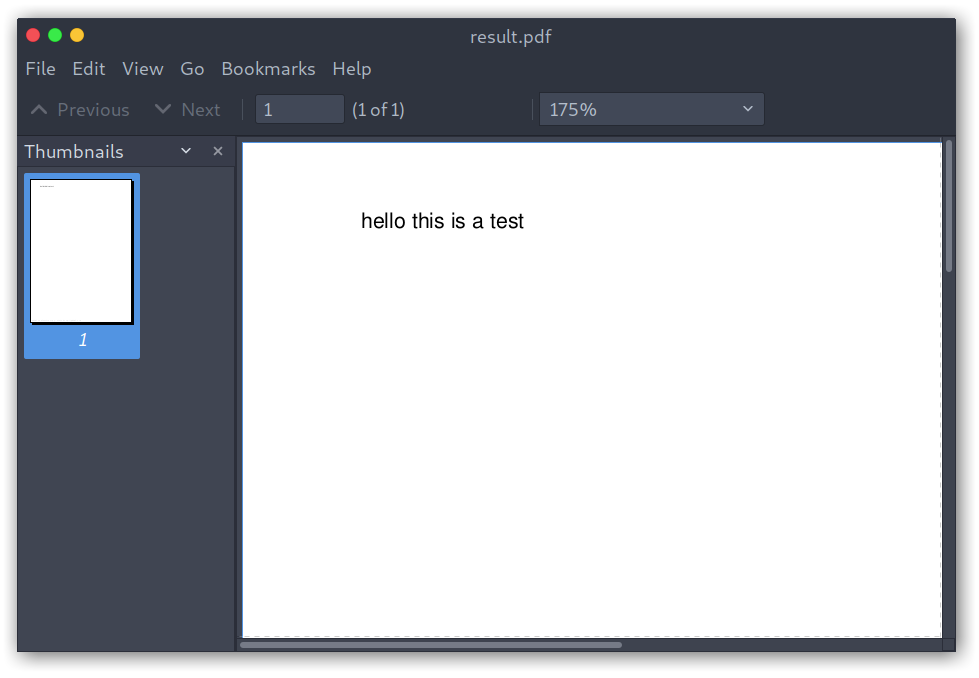 result.pdf
File Edit View Go Bookmarks Help
Previous Next 1 (1 of 1) 175%
Thumbnails
hello this is a test
1